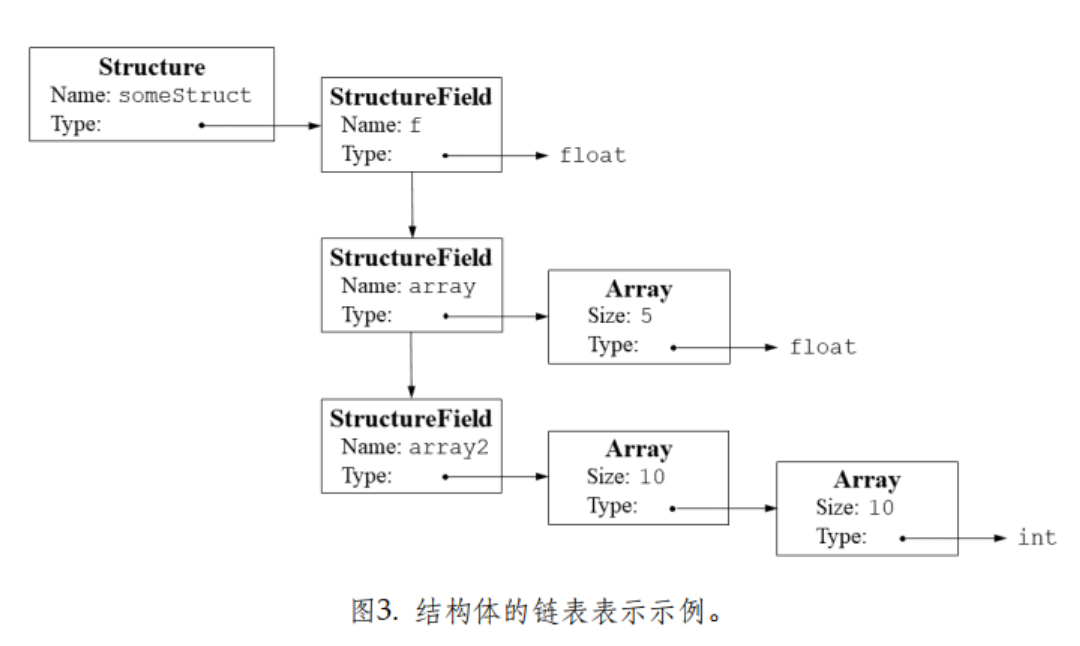 Structure
Name: someStruct
Type:
StructureField
Name: f
Type:
float
StructureField
Name: array
Type:
Array
Size: 5
Type:
float
StructureField
Name: array2
Type:
Array
Size: 10
Type:
Array
Size: 10
Type:
int
图3. 结构体的链表表示示例。